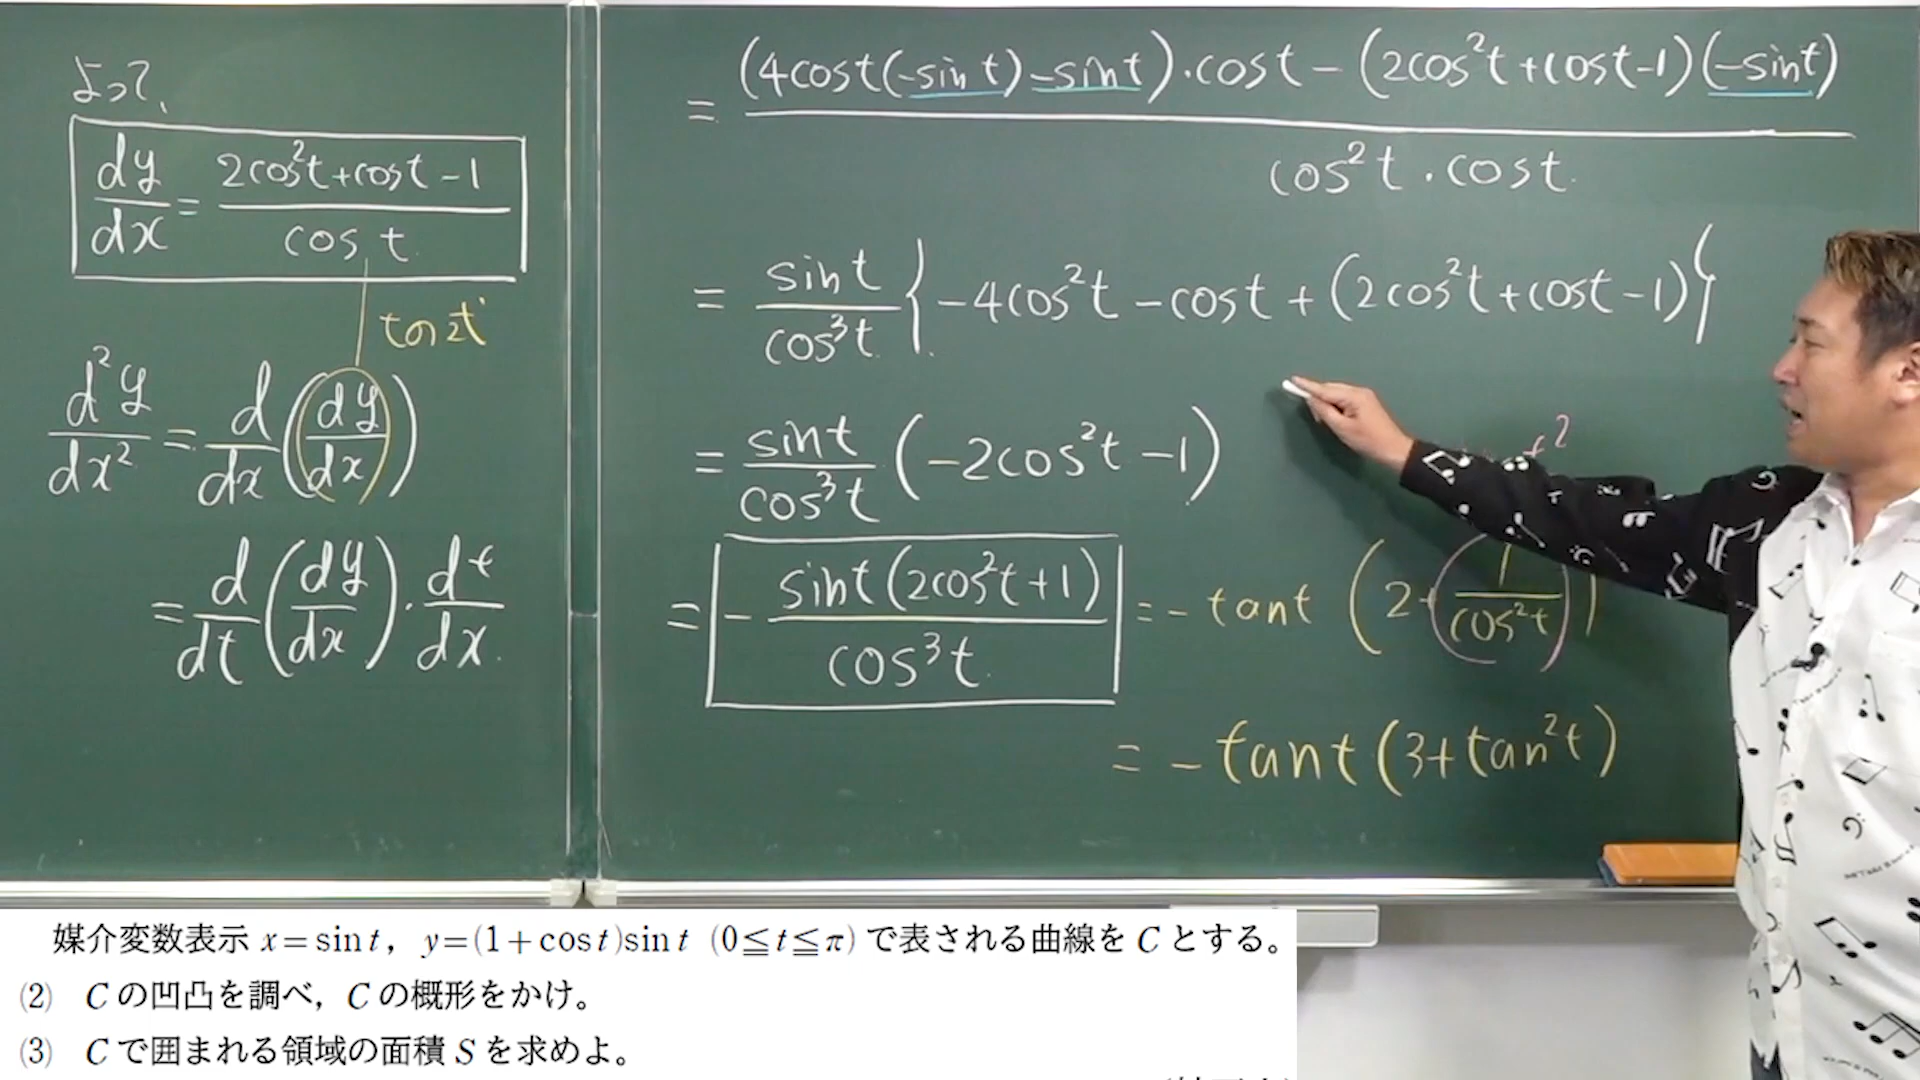 よって、
dy/dx = (2cos²t+cost-1)/(cos t)
tの式
d²y/dx² = d/dx (dy/dx)
= d/dt (dy/dx) · dt/dx
= ((4cost(-sint)-sint)·cost-(2cos²t+cost-1)(-sint))/(cos²t·cost)
= sint/cos³t {-4cos²t-cost+(2cos²t+cost-1)}
= sint/cos³t (-2cos²t-1)
= -sint(2cos²t+1)/cos³t = -tant(2+1/cos²t)
= -tant(3+tan²t)
媒介変数表示 x=sin t, y=(1+cos t)sin t (0≦t≦π) で表される曲線を C とする。
(2) C の凹凸を調べ, C の概形をかけ。
(3) C で囲まれる領域の面積 S を求めよ。